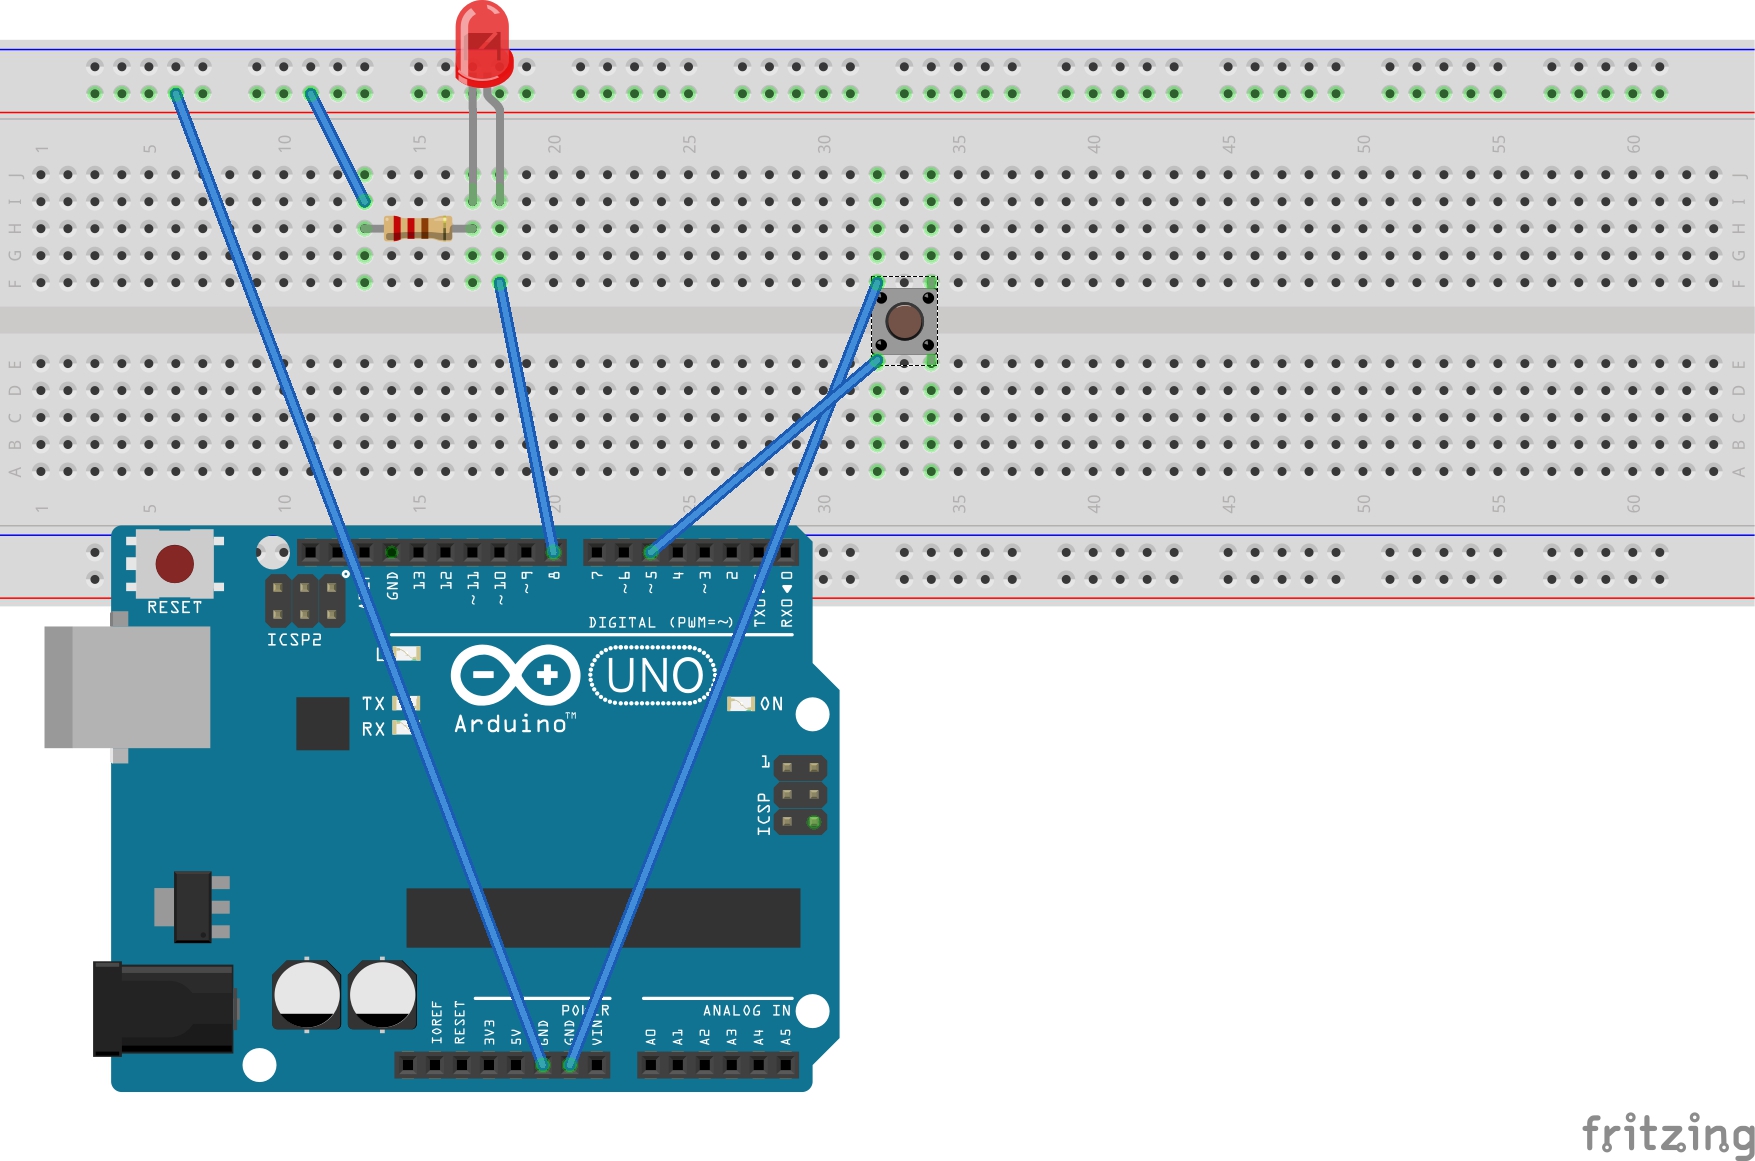 1 5 10 15 20 25 30 35 40 45 50 55 60
J J
I I
H H
G G
F F
E E
D D
C C
B B
A A
1 5 10 15 20 25 30 35 40 45 50 55 60
GND 13 12 ~11 ~10 ~9 8 7 ~6 ~5 4 ~3 2 TX0 RX0◀0
RESET
ICSP2
DIGITAL (PWM=~)
L
TX
RX
UNO
Arduino™
ON
1
ICSP
POWER
ANALOG IN
IOREF RESET 3V3 5V GND GND VIN A0 A1 A2 A3 A4 A5
fritzing